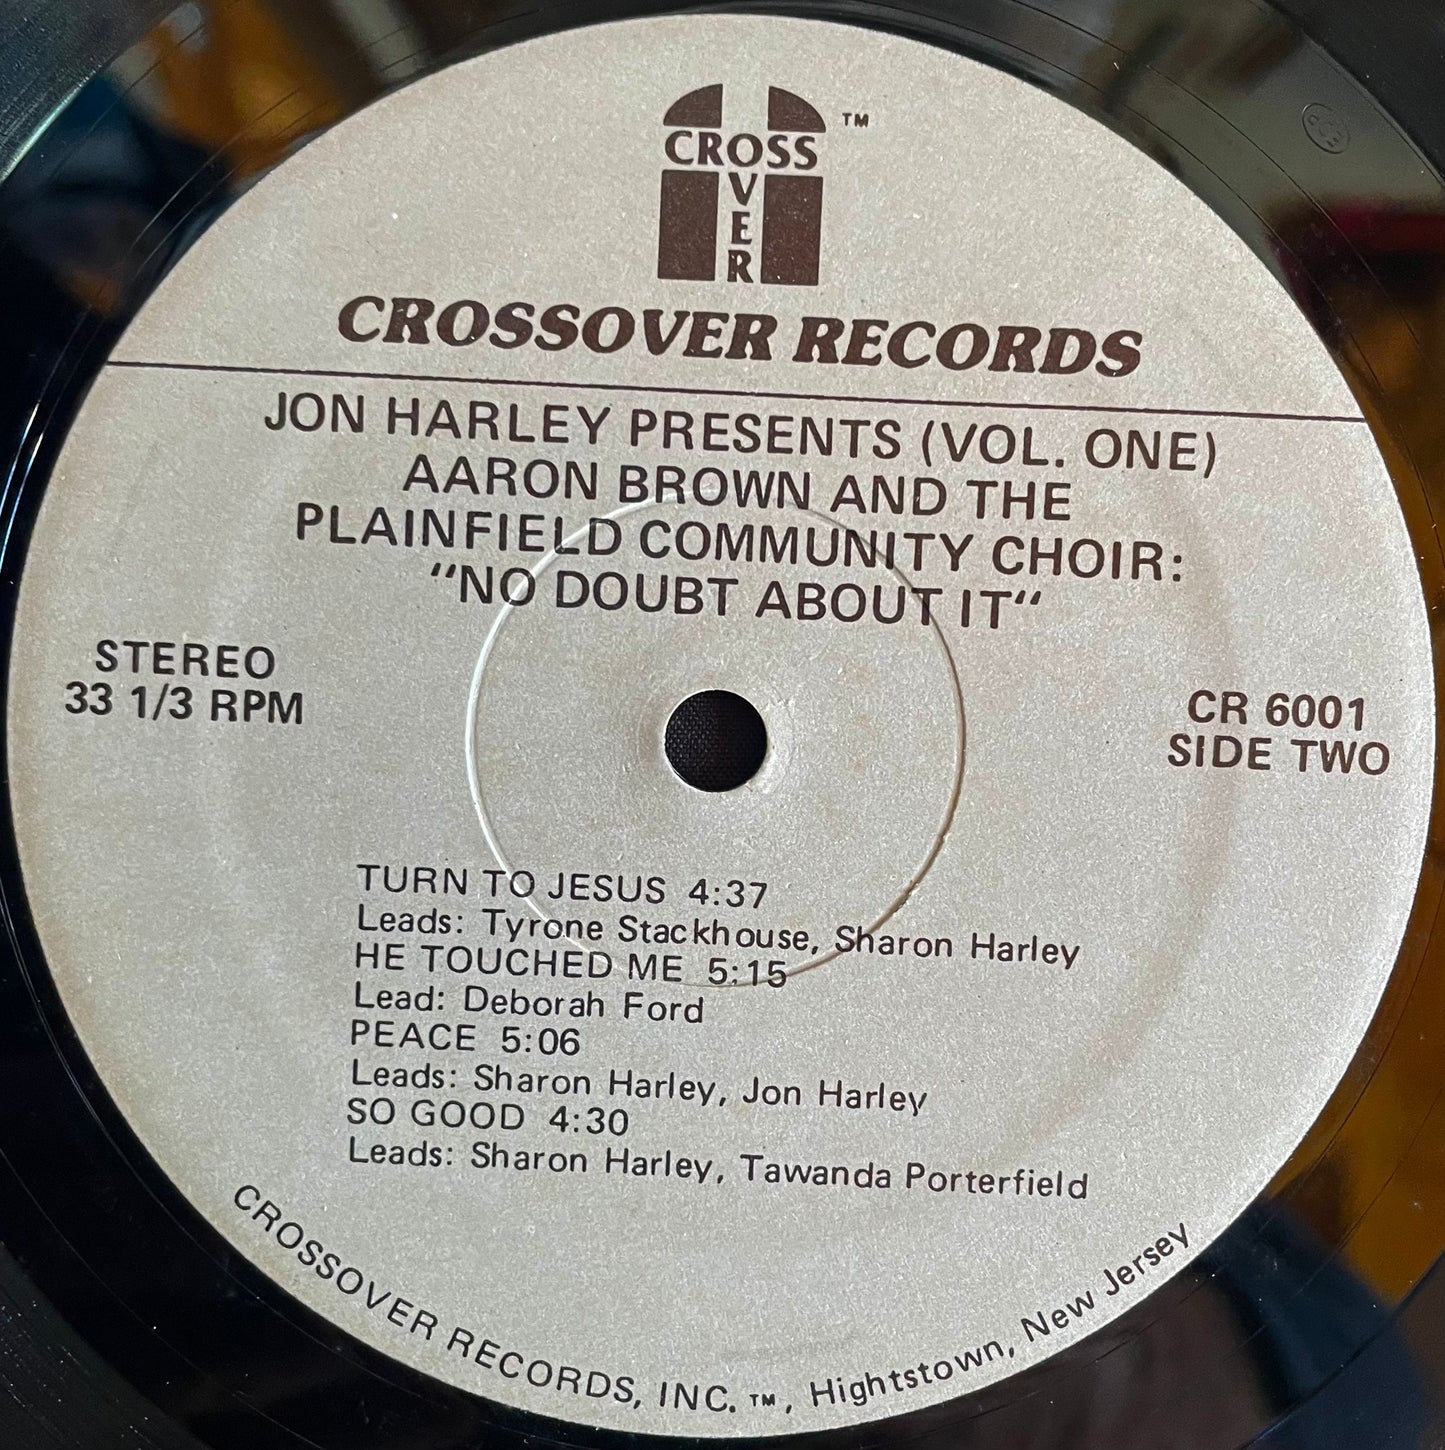 CROSS ™
OVER
CROSSOVER RECORDS
JON HARLEY PRESENTS (VOL. ONE)
AARON BROWN AND THE
PLAINFIELD COMMUNITY CHOIR:
"NO DOUBT ABOUT IT"
STEREO
33 1/3 RPM
CR 6001
SIDE TWO
TURN TO JESUS 4:37
Leads: Tyrone Stackhouse, Sharon Harley
HE TOUCHED ME 5:15
Lead: Deborah Ford
PEACE 5:06
Leads: Sharon Harley, Jon Harley
SO GOOD 4:30
Leads: Sharon Harley, Tawanda Porterfield
CROSSOVER RECORDS, INC.™, Hightstown, New Jersey